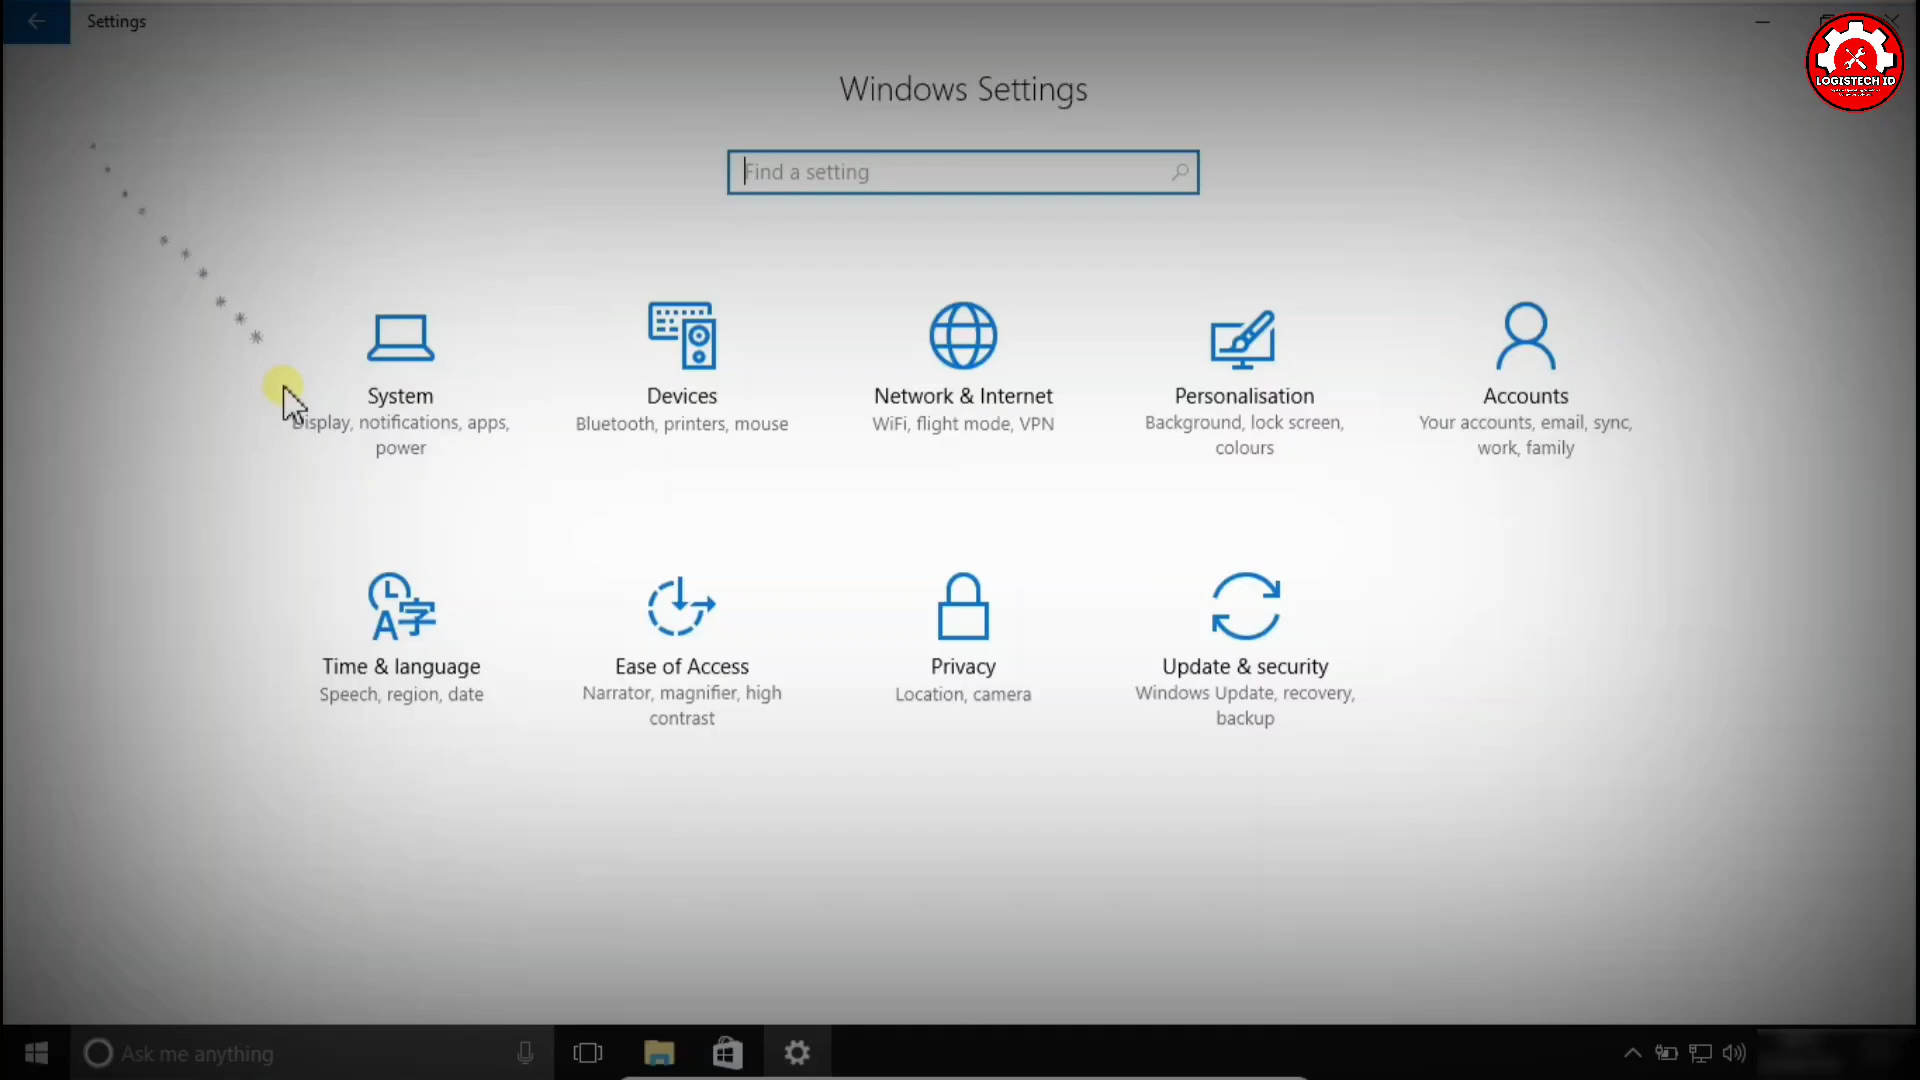 Settings
LOGISTECH ID
Windows Settings
Find a setting
System
Display, notifications, apps,
power
Devices
Bluetooth, printers, mouse
Network & Internet
WiFi, flight mode, VPN
Personalisation
Background, lock screen,
colours
Accounts
Your accounts, email, sync,
work, family
Time & language
Speech, region, date
Ease of Access
Narrator, magnifier, high
contrast
Privacy
Location, camera
Update & security
Windows Update, recovery,
backup
Ask me anything